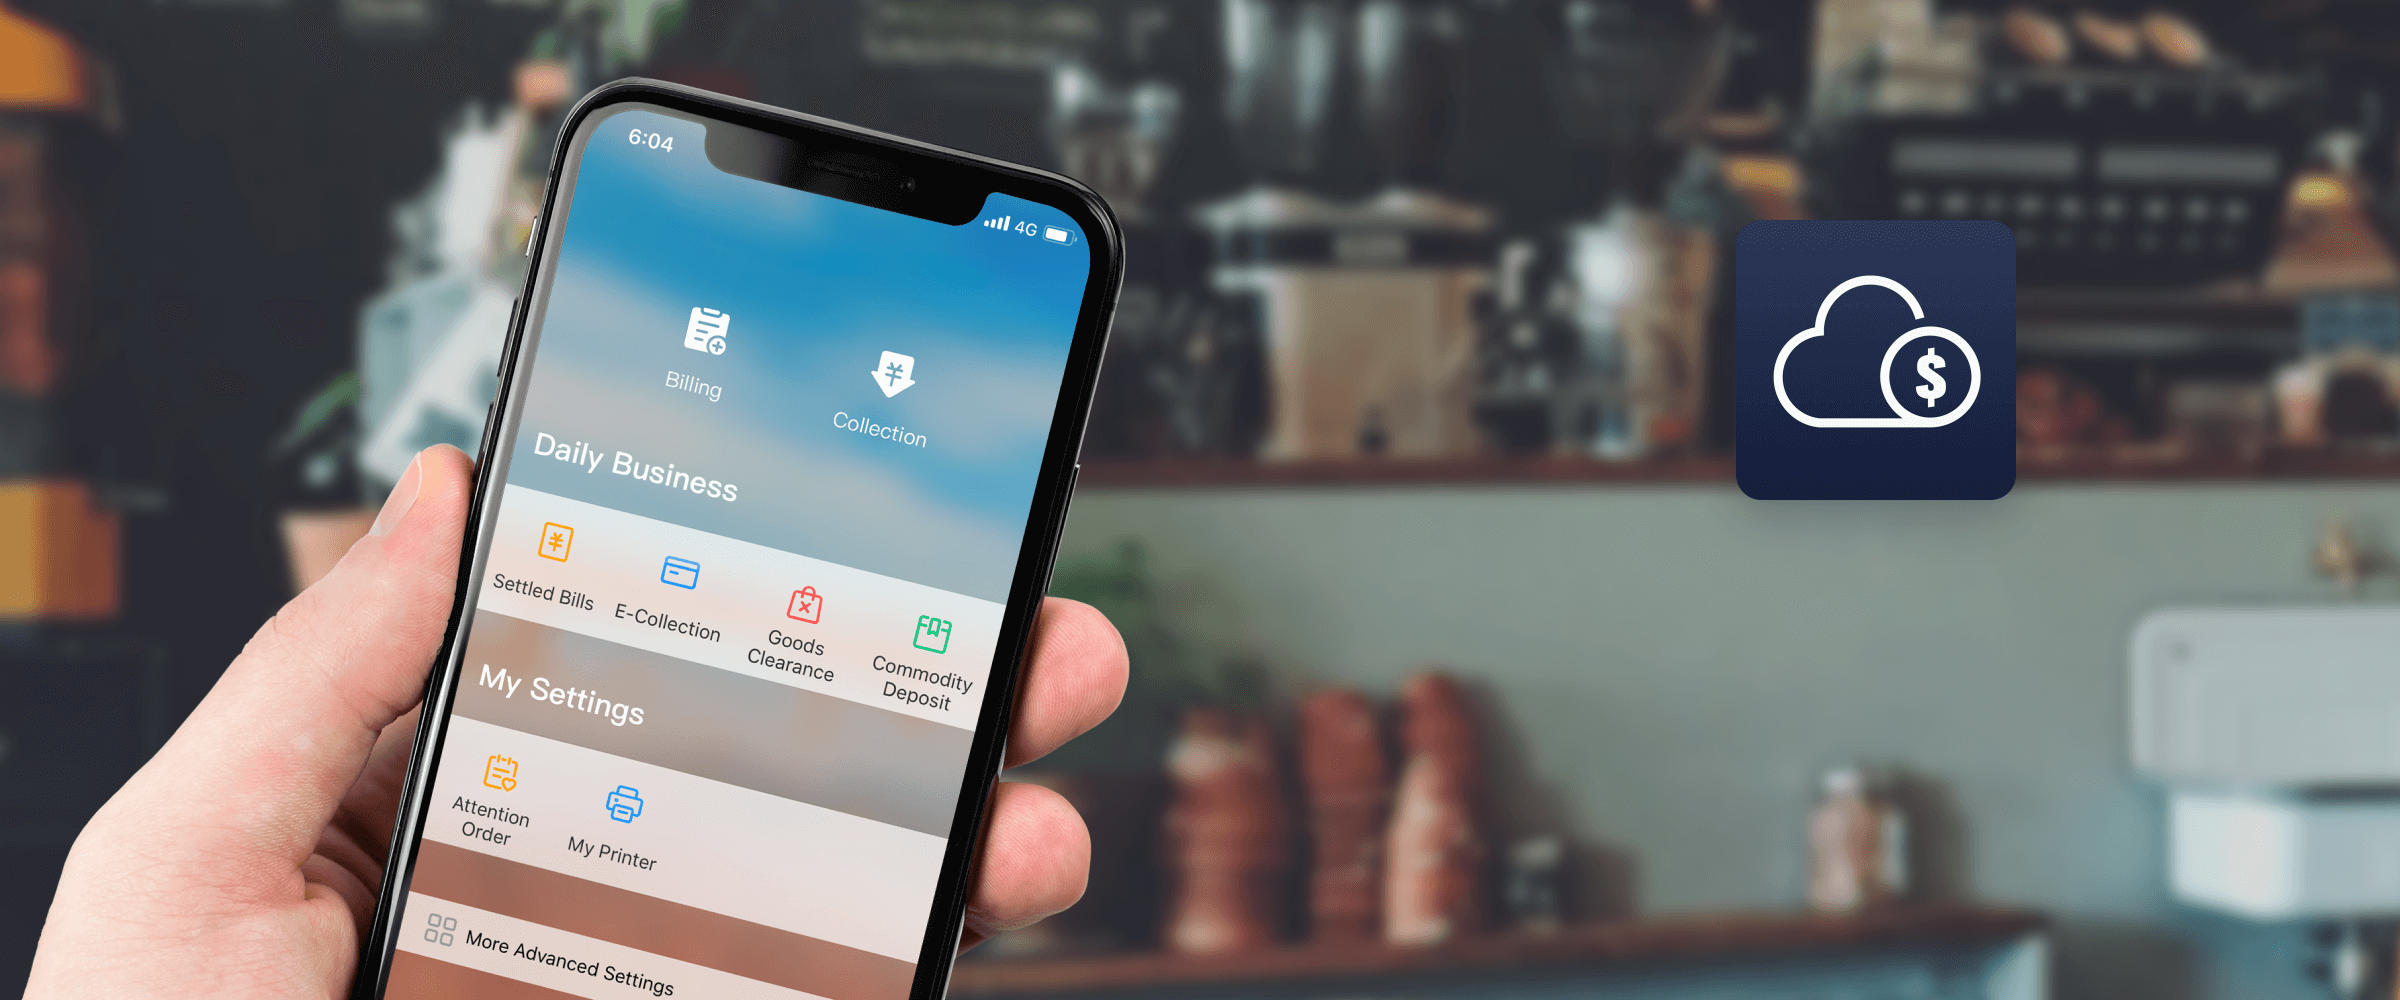 6:04
4G
Billing
Collection
Daily Business
Settled Bills
E-Collection
Goods
Clearance
Commodity
Deposit
My Settings
Attention
Order
My Printer
More Advanced Settings